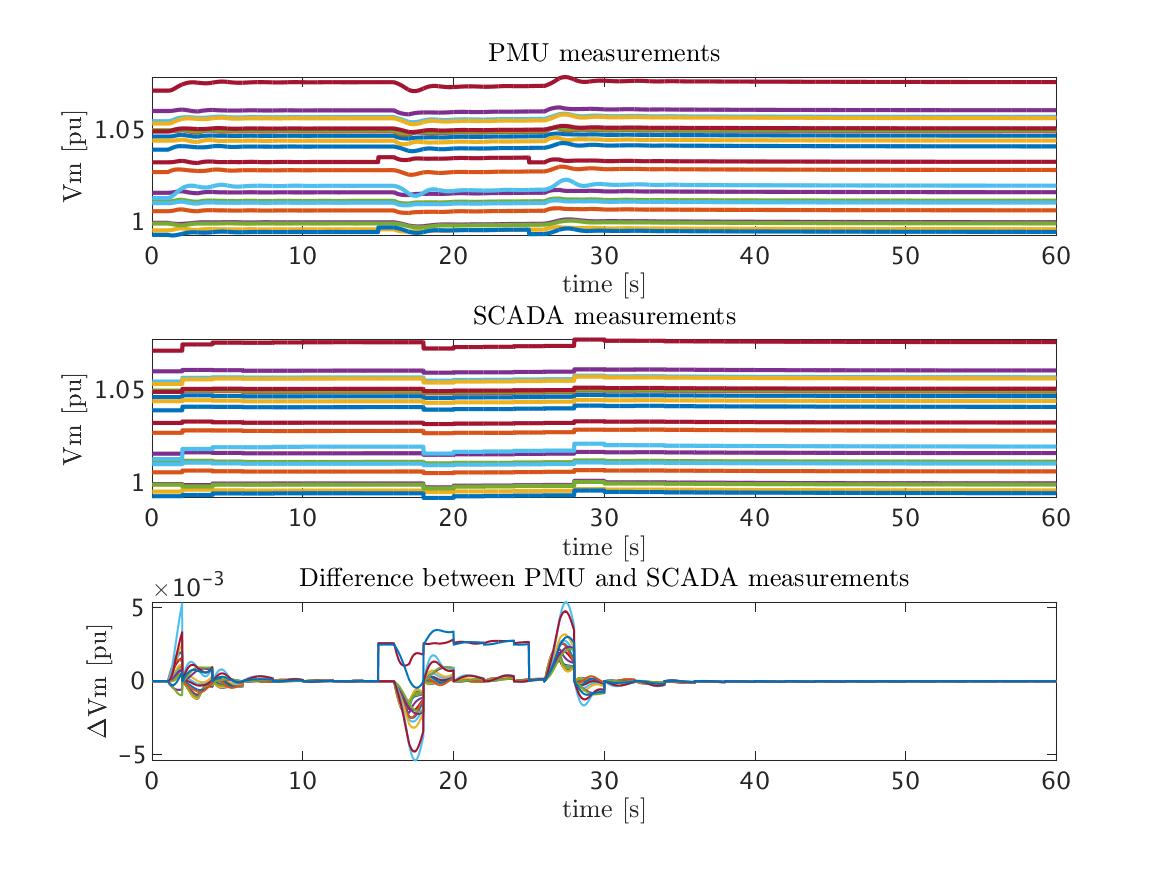 PMU measurements
Vm [pu]
1.05
1
0 10 20 30 40 50 60
time [s]
SCADA measurements
Vm [pu]
1.05
1
0 10 20 30 40 50 60
time [s]
Difference between PMU and SCADA measurements
×10⁻³
ΔVm [pu]
5
0
–5
0 10 20 30 40 50 60
time [s]